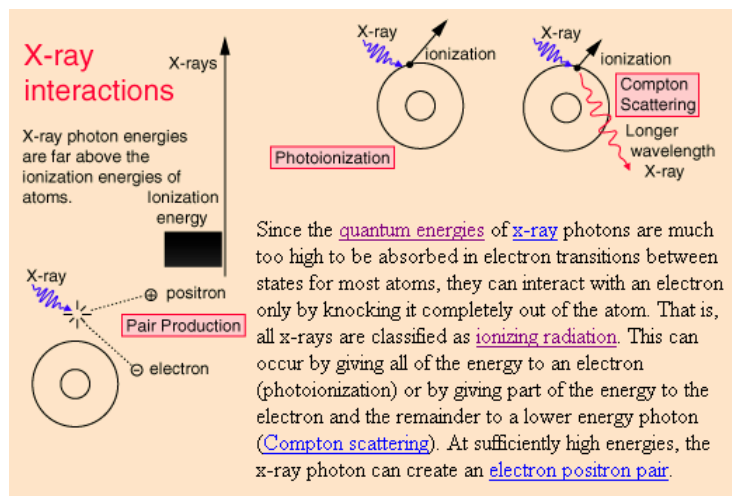 X-ray
interactions
X-ray photon energies
are far above the
ionization energies of
atoms.
X-rays
Ionization
energy
X-ray
positron
Pair Production
electron
X-ray
ionization
Photoionization
X-ray
ionization
Compton
Scattering
Longer
wavelength
X-ray
Since the quantum energies of x-ray photons are much
too high to be absorbed in electron transitions between
states for most atoms, they can interact with an electron
only by knocking it completely out of the atom. That is,
all x-rays are classified as ionizing radiation. This can
occur by giving all of the energy to an electron
(photoionization) or by giving part of the energy to the
electron and the remainder to a lower energy photon
(Compton scattering). At sufficiently high energies, the
x-ray photon can create an electron positron pair.